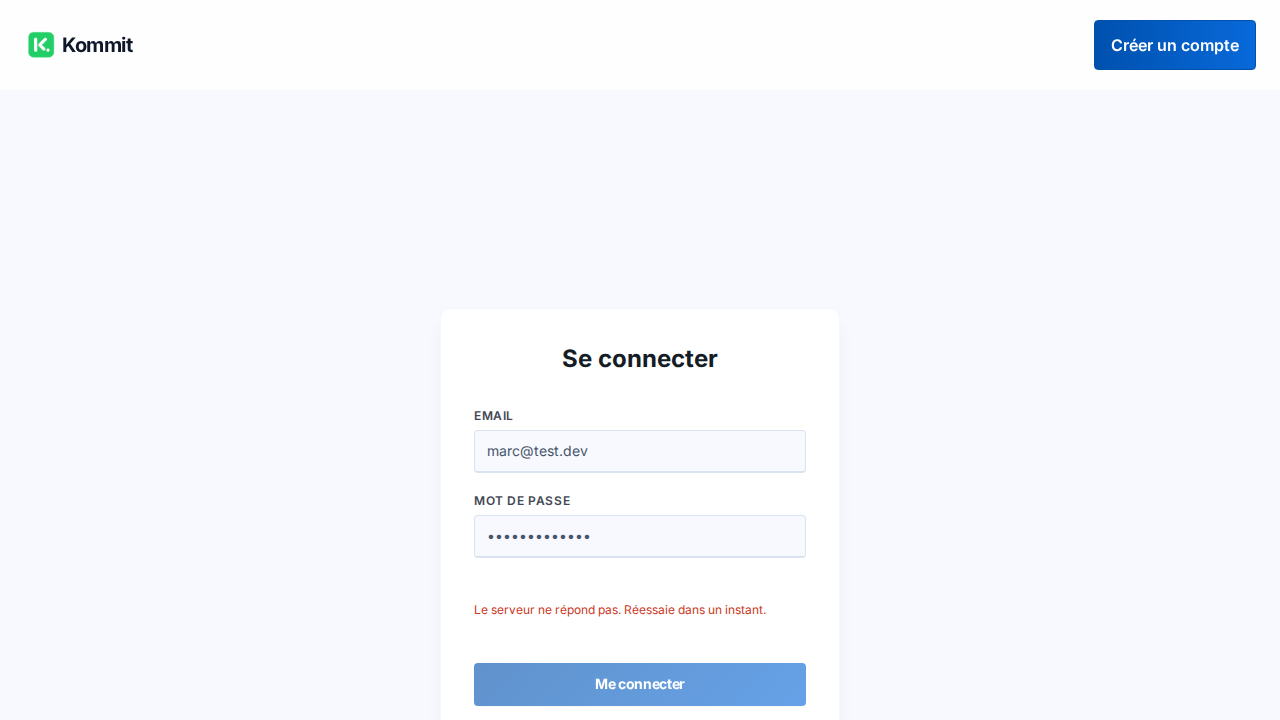 Kommit
Créer un compte
Se connecter
EMAIL
marc@test.dev
MOT DE PASSE
•••••••••••••
Le serveur ne répond pas. Réessaie dans un instant.
Me connecter